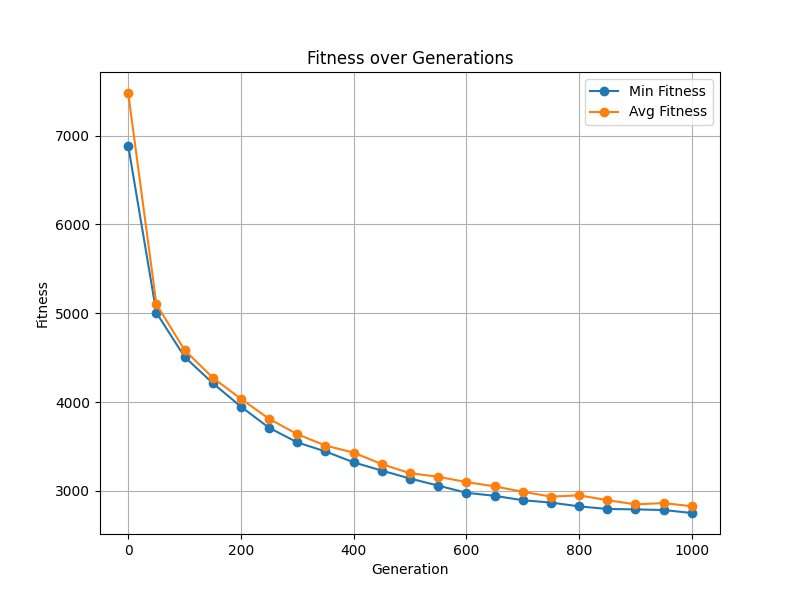 Fitness over Generations
Min Fitness
Avg Fitness
7000
6000
5000
4000
3000
Fitness
0 200 400 600 800 1000
Generation